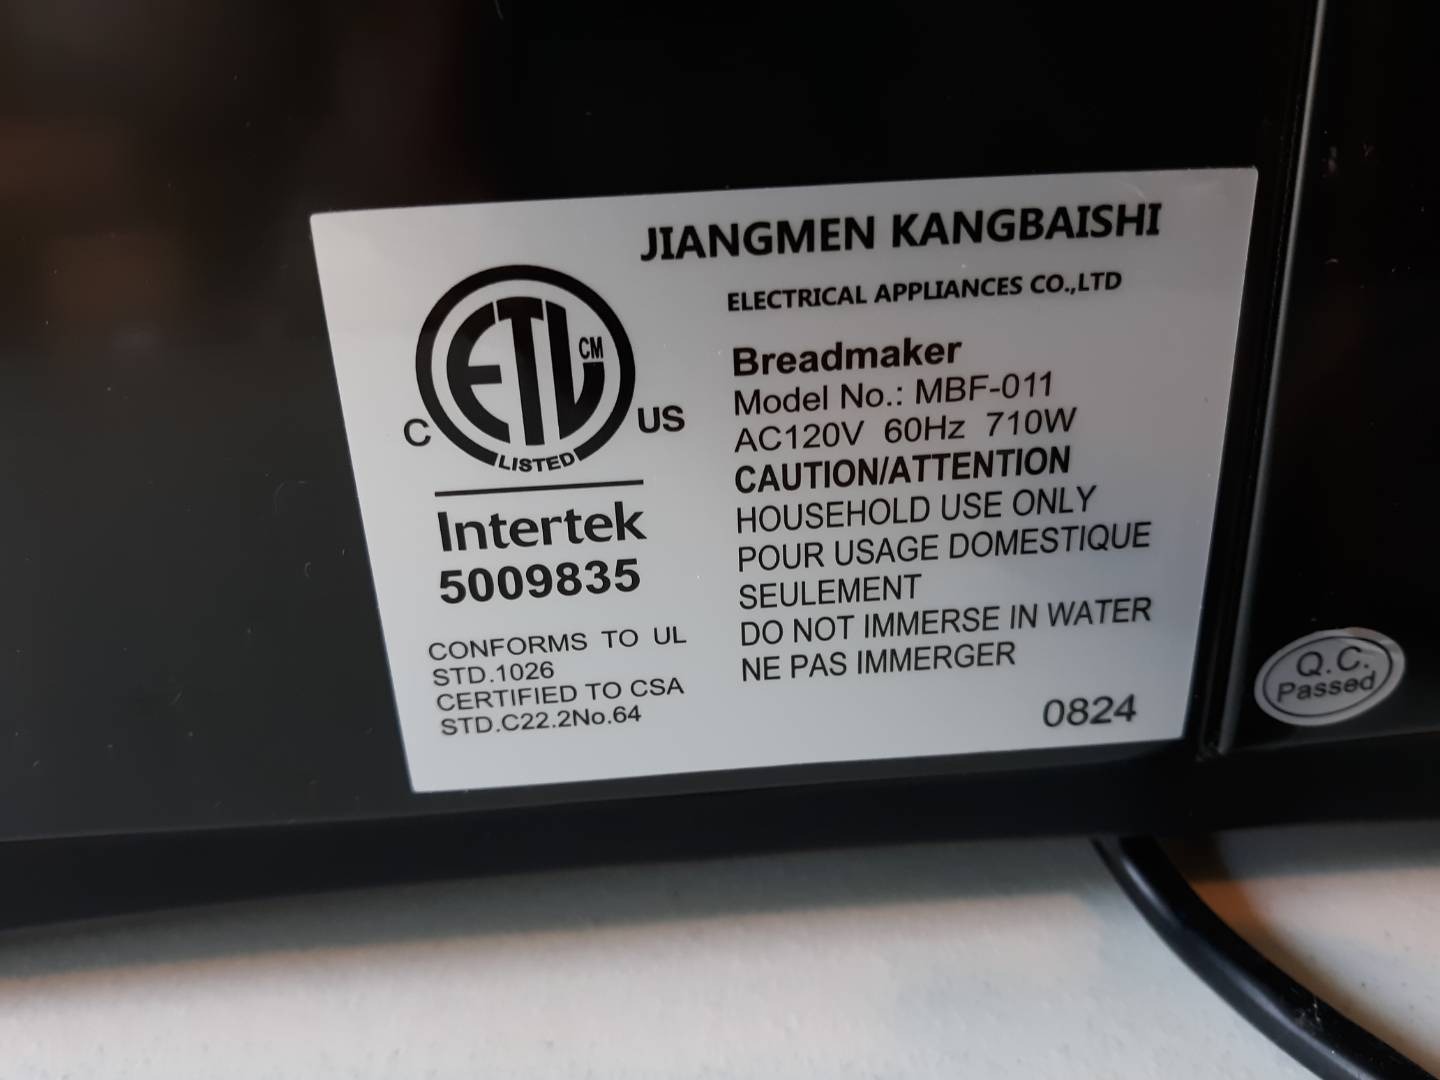 JIANGMEN KANGBAISHI
ELECTRICAL APPLIANCES CO.,LTD
ETL CM
C US
LISTED
Intertek
5009835
CONFORMS TO UL
STD.1026
CERTIFIED TO CSA
STD.C22.2No.64
Breadmaker
Model No.: MBF-011
AC120V 60Hz 710W
CAUTION/ATTENTION
HOUSEHOLD USE ONLY
POUR USAGE DOMESTIQUE
SEULEMENT
DO NOT IMMERSE IN WATER
NE PAS IMMERGER
0824
Q.C.
Passed